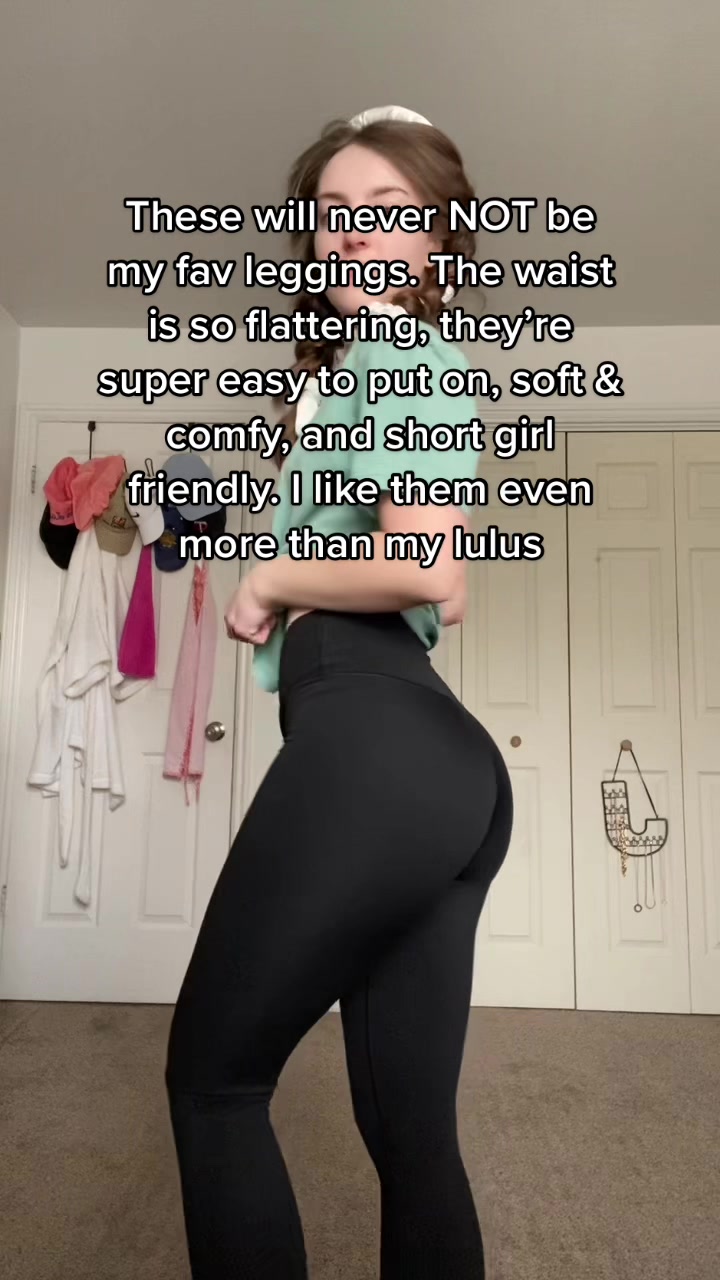 These will never NOT be
my fav leggings. The waist
is so flattering, they’re
super easy to put on, soft &
comfy, and short girl
friendly. I like them even
more than my lulus